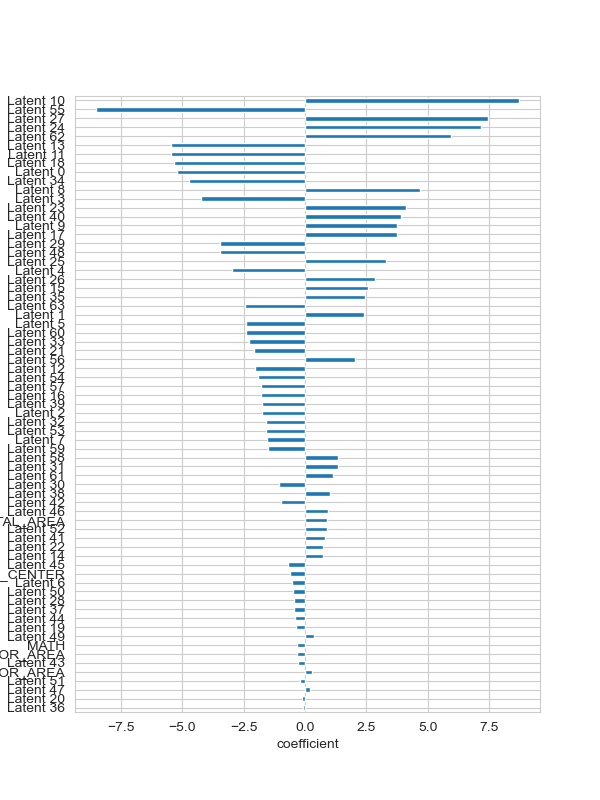 Latent 10
Latent 55
Latent 27
Latent 24
Latent 62
Latent 13
Latent 11
Latent 18
Latent 0
Latent 34
Latent 8
Latent 3
Latent 23
Latent 40
Latent 9
Latent 17
Latent 29
Latent 48
Latent 25
Latent 4
Latent 26
Latent 15
Latent 35
Latent 63
Latent 1
Latent 5
Latent 60
Latent 33
Latent 21
Latent 56
Latent 12
Latent 54
Latent 57
Latent 16
Latent 39
Latent 2
Latent 32
Latent 53
Latent 7
Latent 59
Latent 58
Latent 31
Latent 61
Latent 30
Latent 38
Latent 42
Latent 46
TAL_AREA
Latent 52
Latent 41
Latent 22
Latent 14
Latent 45
_CENTER
Latent 6
Latent 50
Latent 28
Latent 37
Latent 44
Latent 19
Latent 49
MATH
OR_AREA
Latent 43
OR_AREA
Latent 51
Latent 47
Latent 20
Latent 36
−7.5 −5.0 −2.5 0.0 2.5 5.0 7.5
coefficient